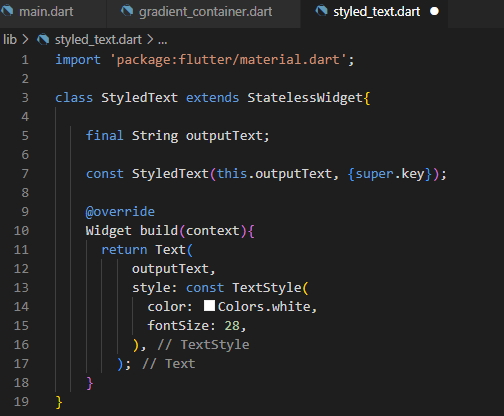 main.dart gradient_container.dart styled_text.dart
lib > styled_text.dart > ...
1 import 'package:flutter/material.dart';
2
3 class StyledText extends StatelessWidget{
4
5 final String outputText;
6
7 const StyledText(this.outputText, {super.key});
8
9 @override
10 Widget build(context){
11 return Text(
12 outputText,
13 style: const TextStyle(
14 color: Colors.white,
15 fontSize: 28,
16 ), // TextStyle
17 ); // Text
18 }
19 }